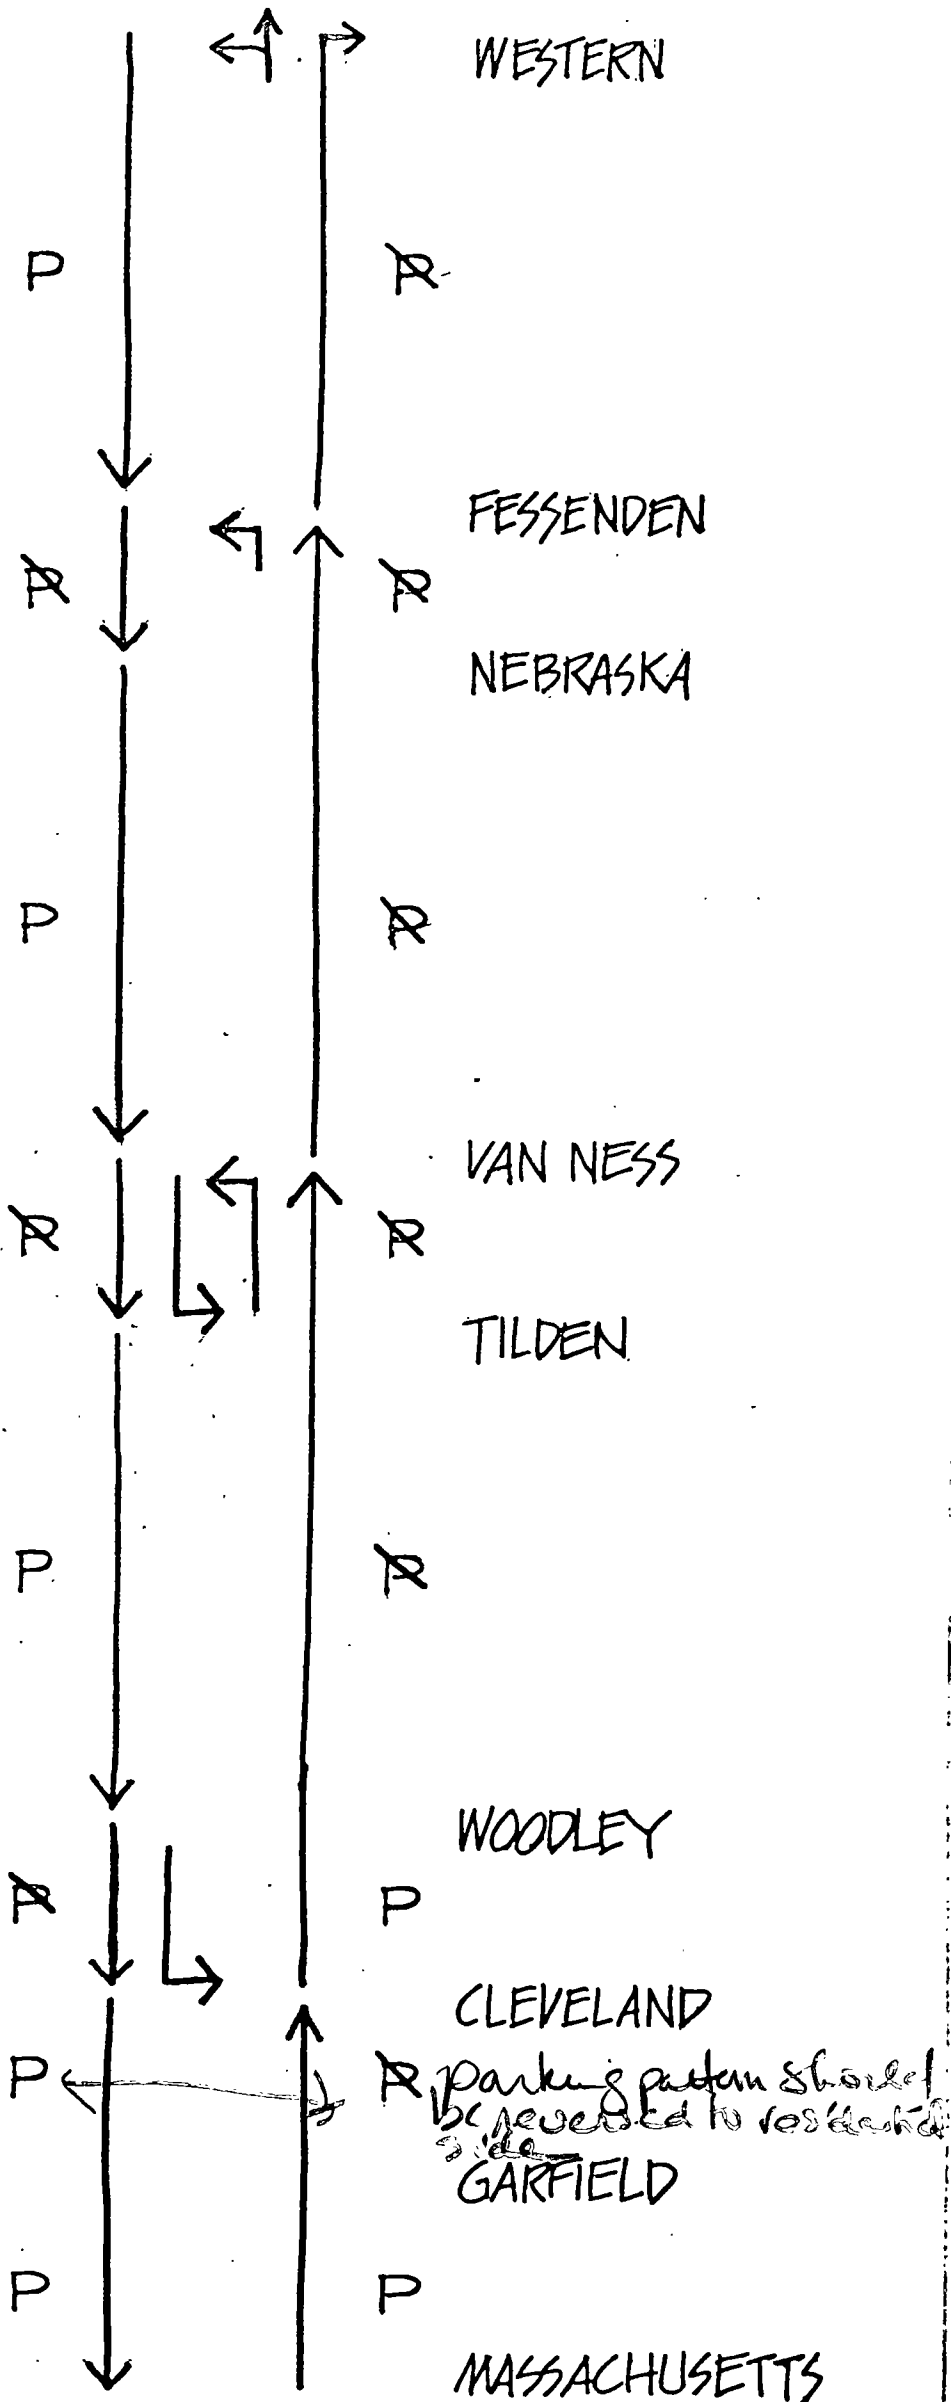 WESTERN
P P
FESSENDEN
P P
NEBRASKA
P P
VAN NESS
P P
TILDEN
P P
WOODLEY
P P
CLEVELAND
P P parking pattern should
be reversed to residential
side
GARFIELD
P P
MASSACHUSETTS